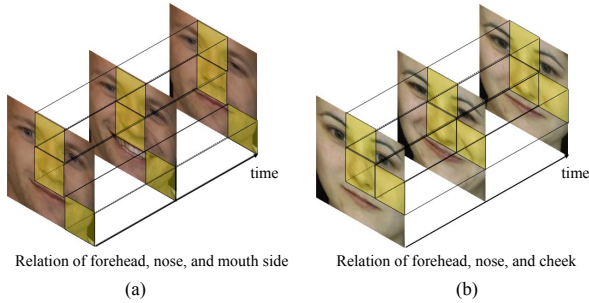 time
time
Relation of forehead, nose, and mouth side
Relation of forehead, nose, and cheek
(a)
(b)